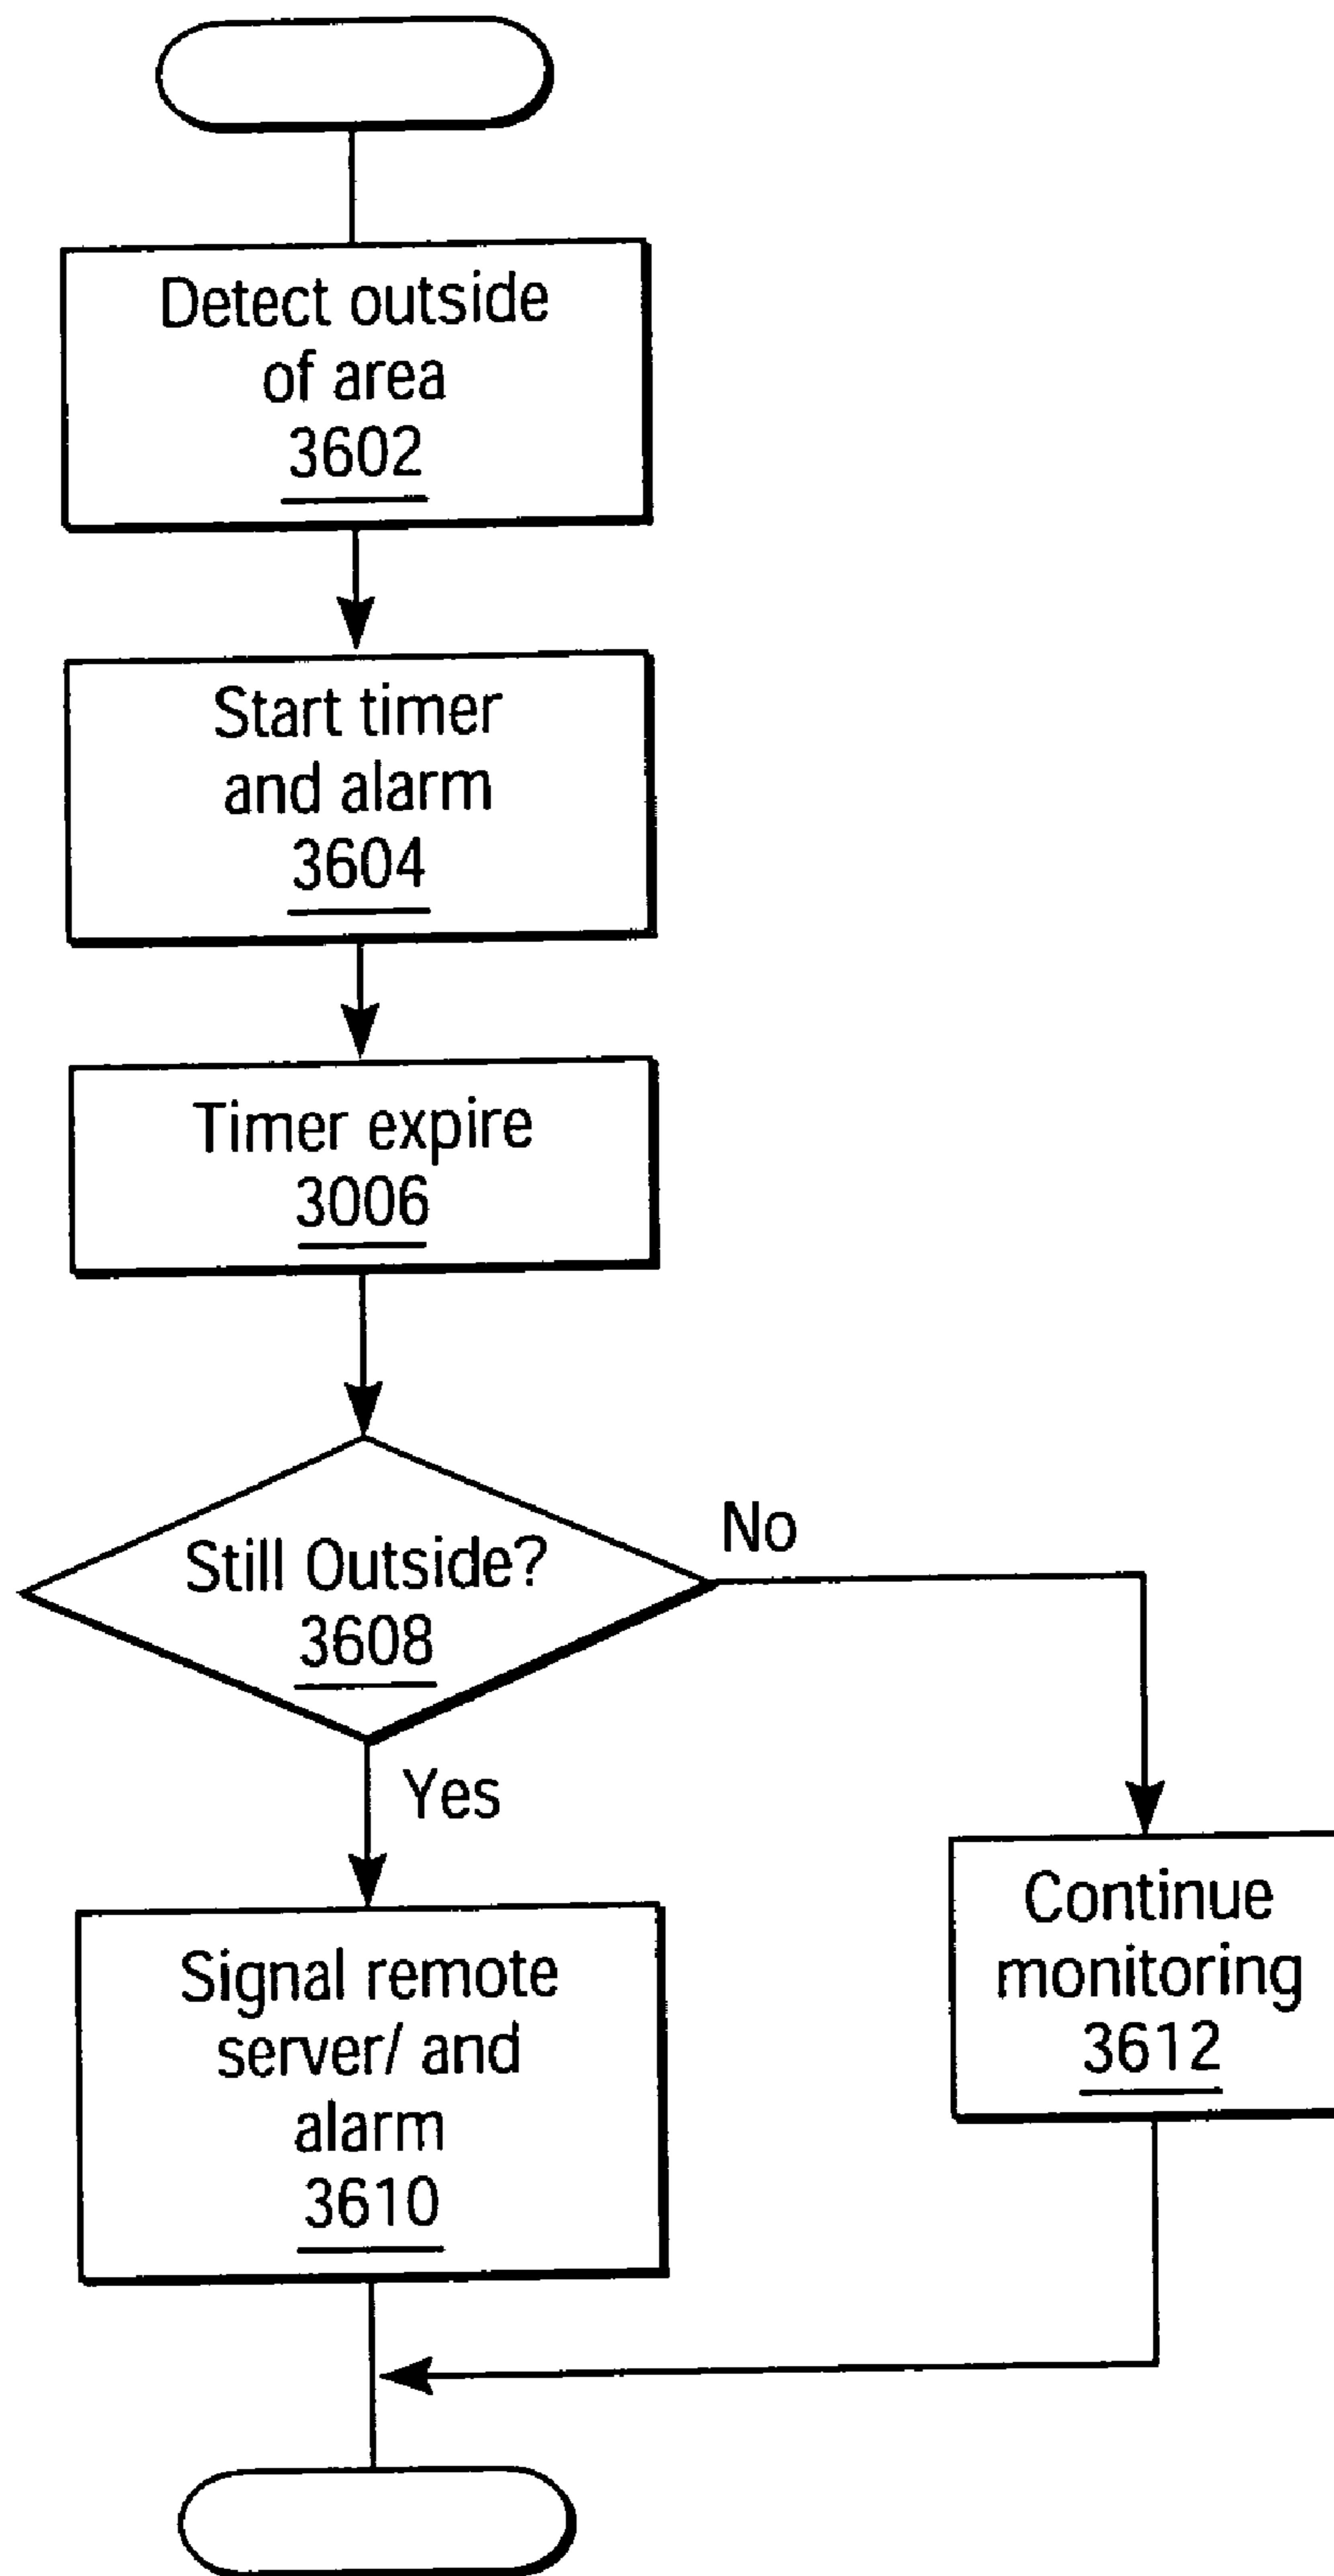 Detect outside
of area
3602
Start timer
and alarm
3604
Timer expire
3006
Still Outside?
3608
No
Yes
Signal remote
server/ and
alarm
3610
Continue
monitoring
3612